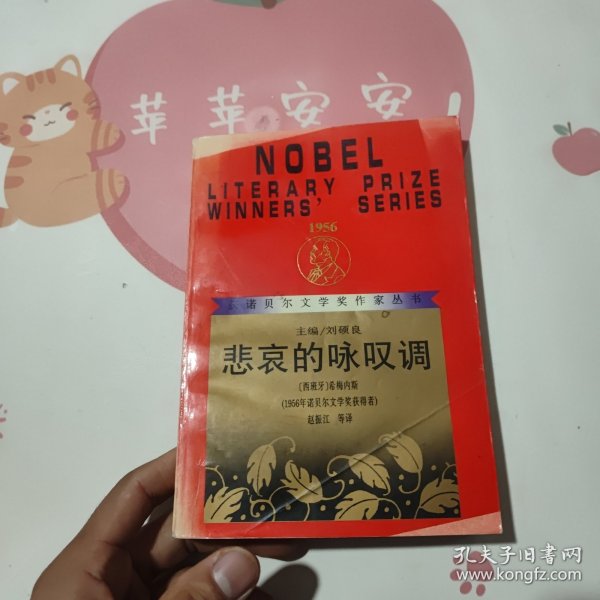 苹苹安安!
NOBEL
LITERARY PRIZE
WINNERS' SERIES
1956
获诺贝尔文学奖作家丛书
主编/刘硕良
悲哀的咏叹调
〔西班牙〕希梅内斯
(1956年诺贝尔文学奖获得者)
赵振江 等译
孔夫子旧书网
www.kongfz.com